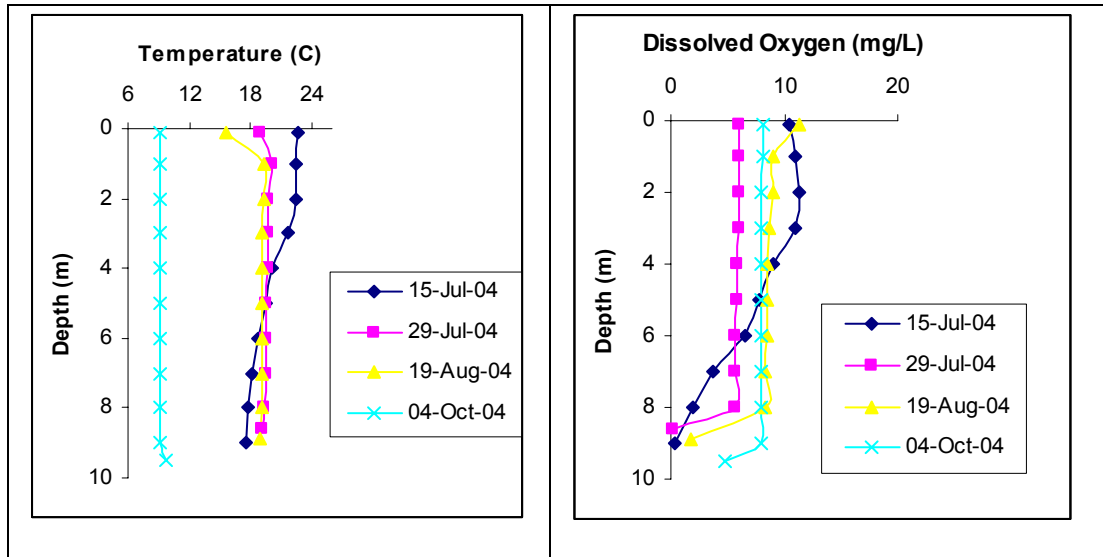 Temperature (C)
6 12 18 24
0
2
4
6
8
10
Depth (m)
15-Jul-04
29-Jul-04
19-Aug-04
04-Oct-04
Dissolved Oxygen (mg/L)
0 10 20
0
2
4
6
8
10
Depth (m)
15-Jul-04
29-Jul-04
19-Aug-04
04-Oct-04